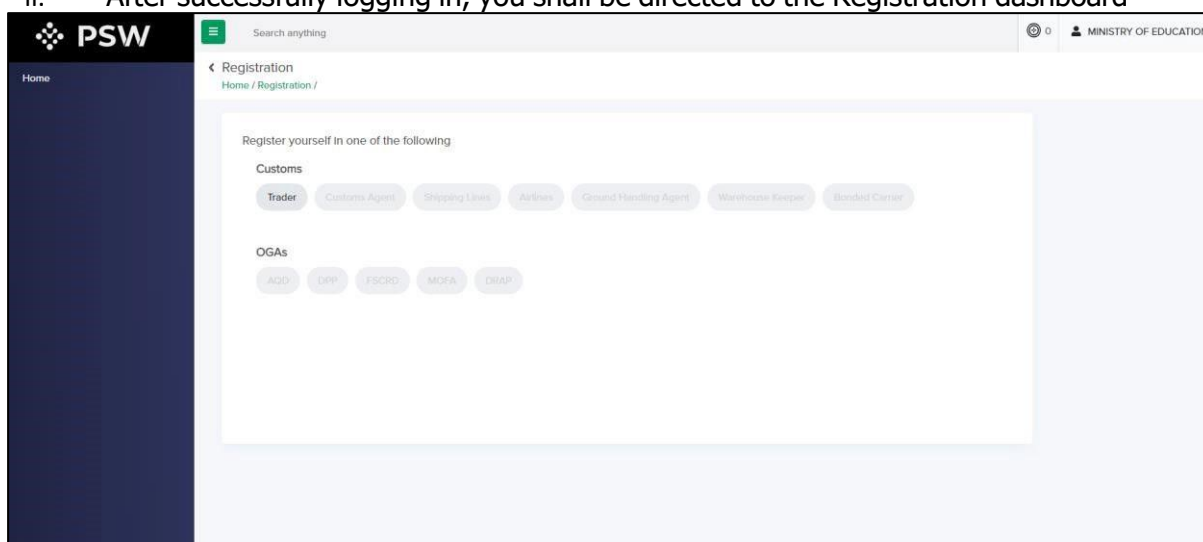 After successfully logging in, you shall be directed to the Registration dashboard
PSW
Search anything
0
MINISTRY OF EDUCATION
Home
Registration
Home / Registration /
Register yourself in one of the following
Customs
Trader Customs Agent Shipping Lines Airlines Ground Handling Agent Warehouse Keeper Bonded Carrier
OGAs
AQD DPP FSCRD MOFA DRAP